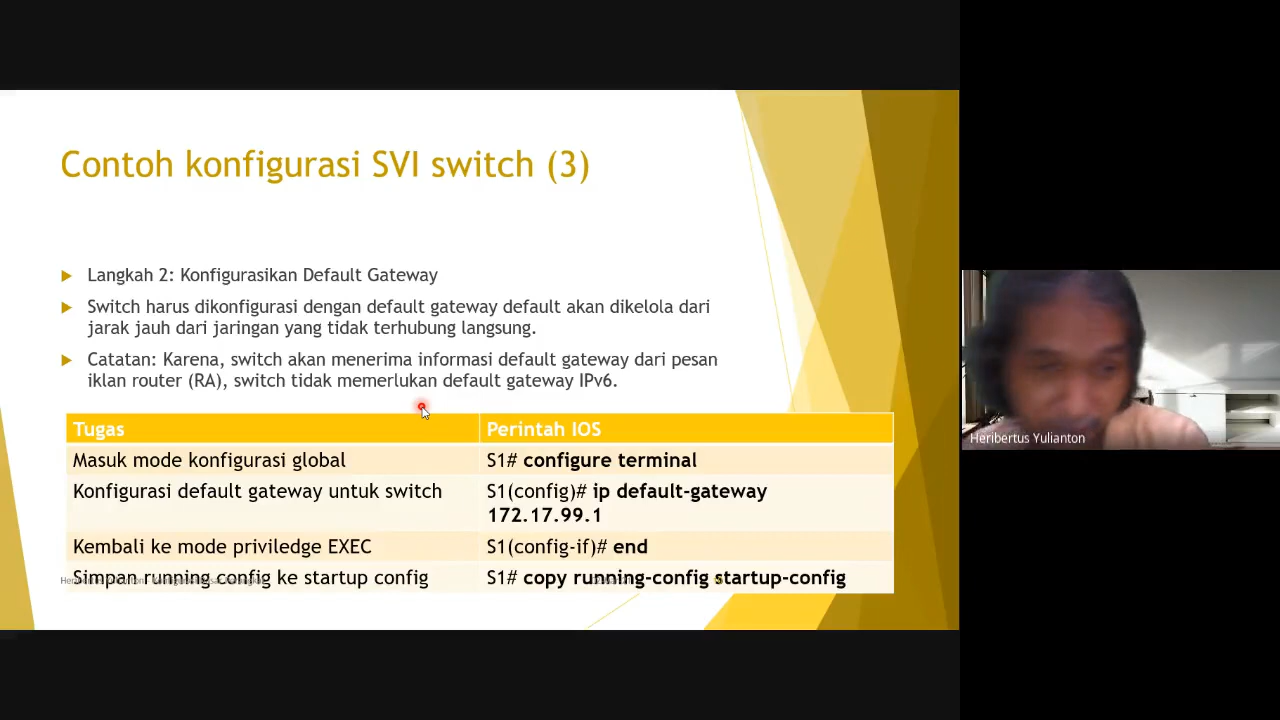 Contoh konfigurasi SVI switch (3)
Langkah 2: Konfigurasikan Default Gateway
Switch harus dikonfigurasi dengan default gateway default akan dikelola dari
jarak jauh dari jaringan yang tidak terhubung langsung.
Catatan: Karena, switch akan menerima informasi default gateway dari pesan
iklan router (RA), switch tidak memerlukan default gateway IPv6.
Tugas Perintah IOS
Masuk mode konfigurasi global S1# configure terminal
Konfigurasi default gateway untuk switch S1(config)# ip default-gateway
172.17.99.1
Kembali ke mode priviledge EXEC S1(config-if)# end
Simpan running config ke startup config S1# copy running-config startup-config
Heribertus Yulianton